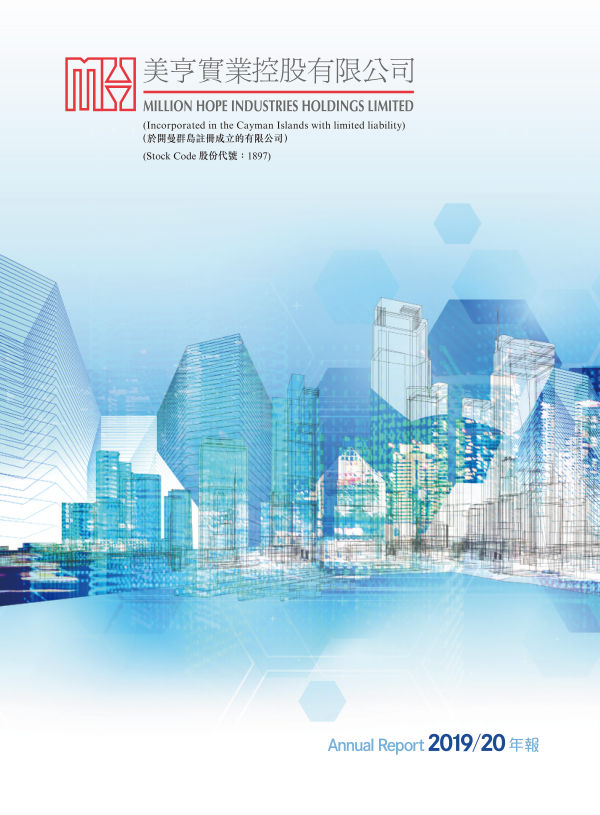 美亨實業控股有限公司
MILLION HOPE INDUSTRIES HOLDINGS LIMITED
(Incorporated in the Cayman Islands with limited liability)
(於開曼群島註冊成立的有限公司)
(Stock Code 股份代號：1897)
Annual Report 2019/20 年報